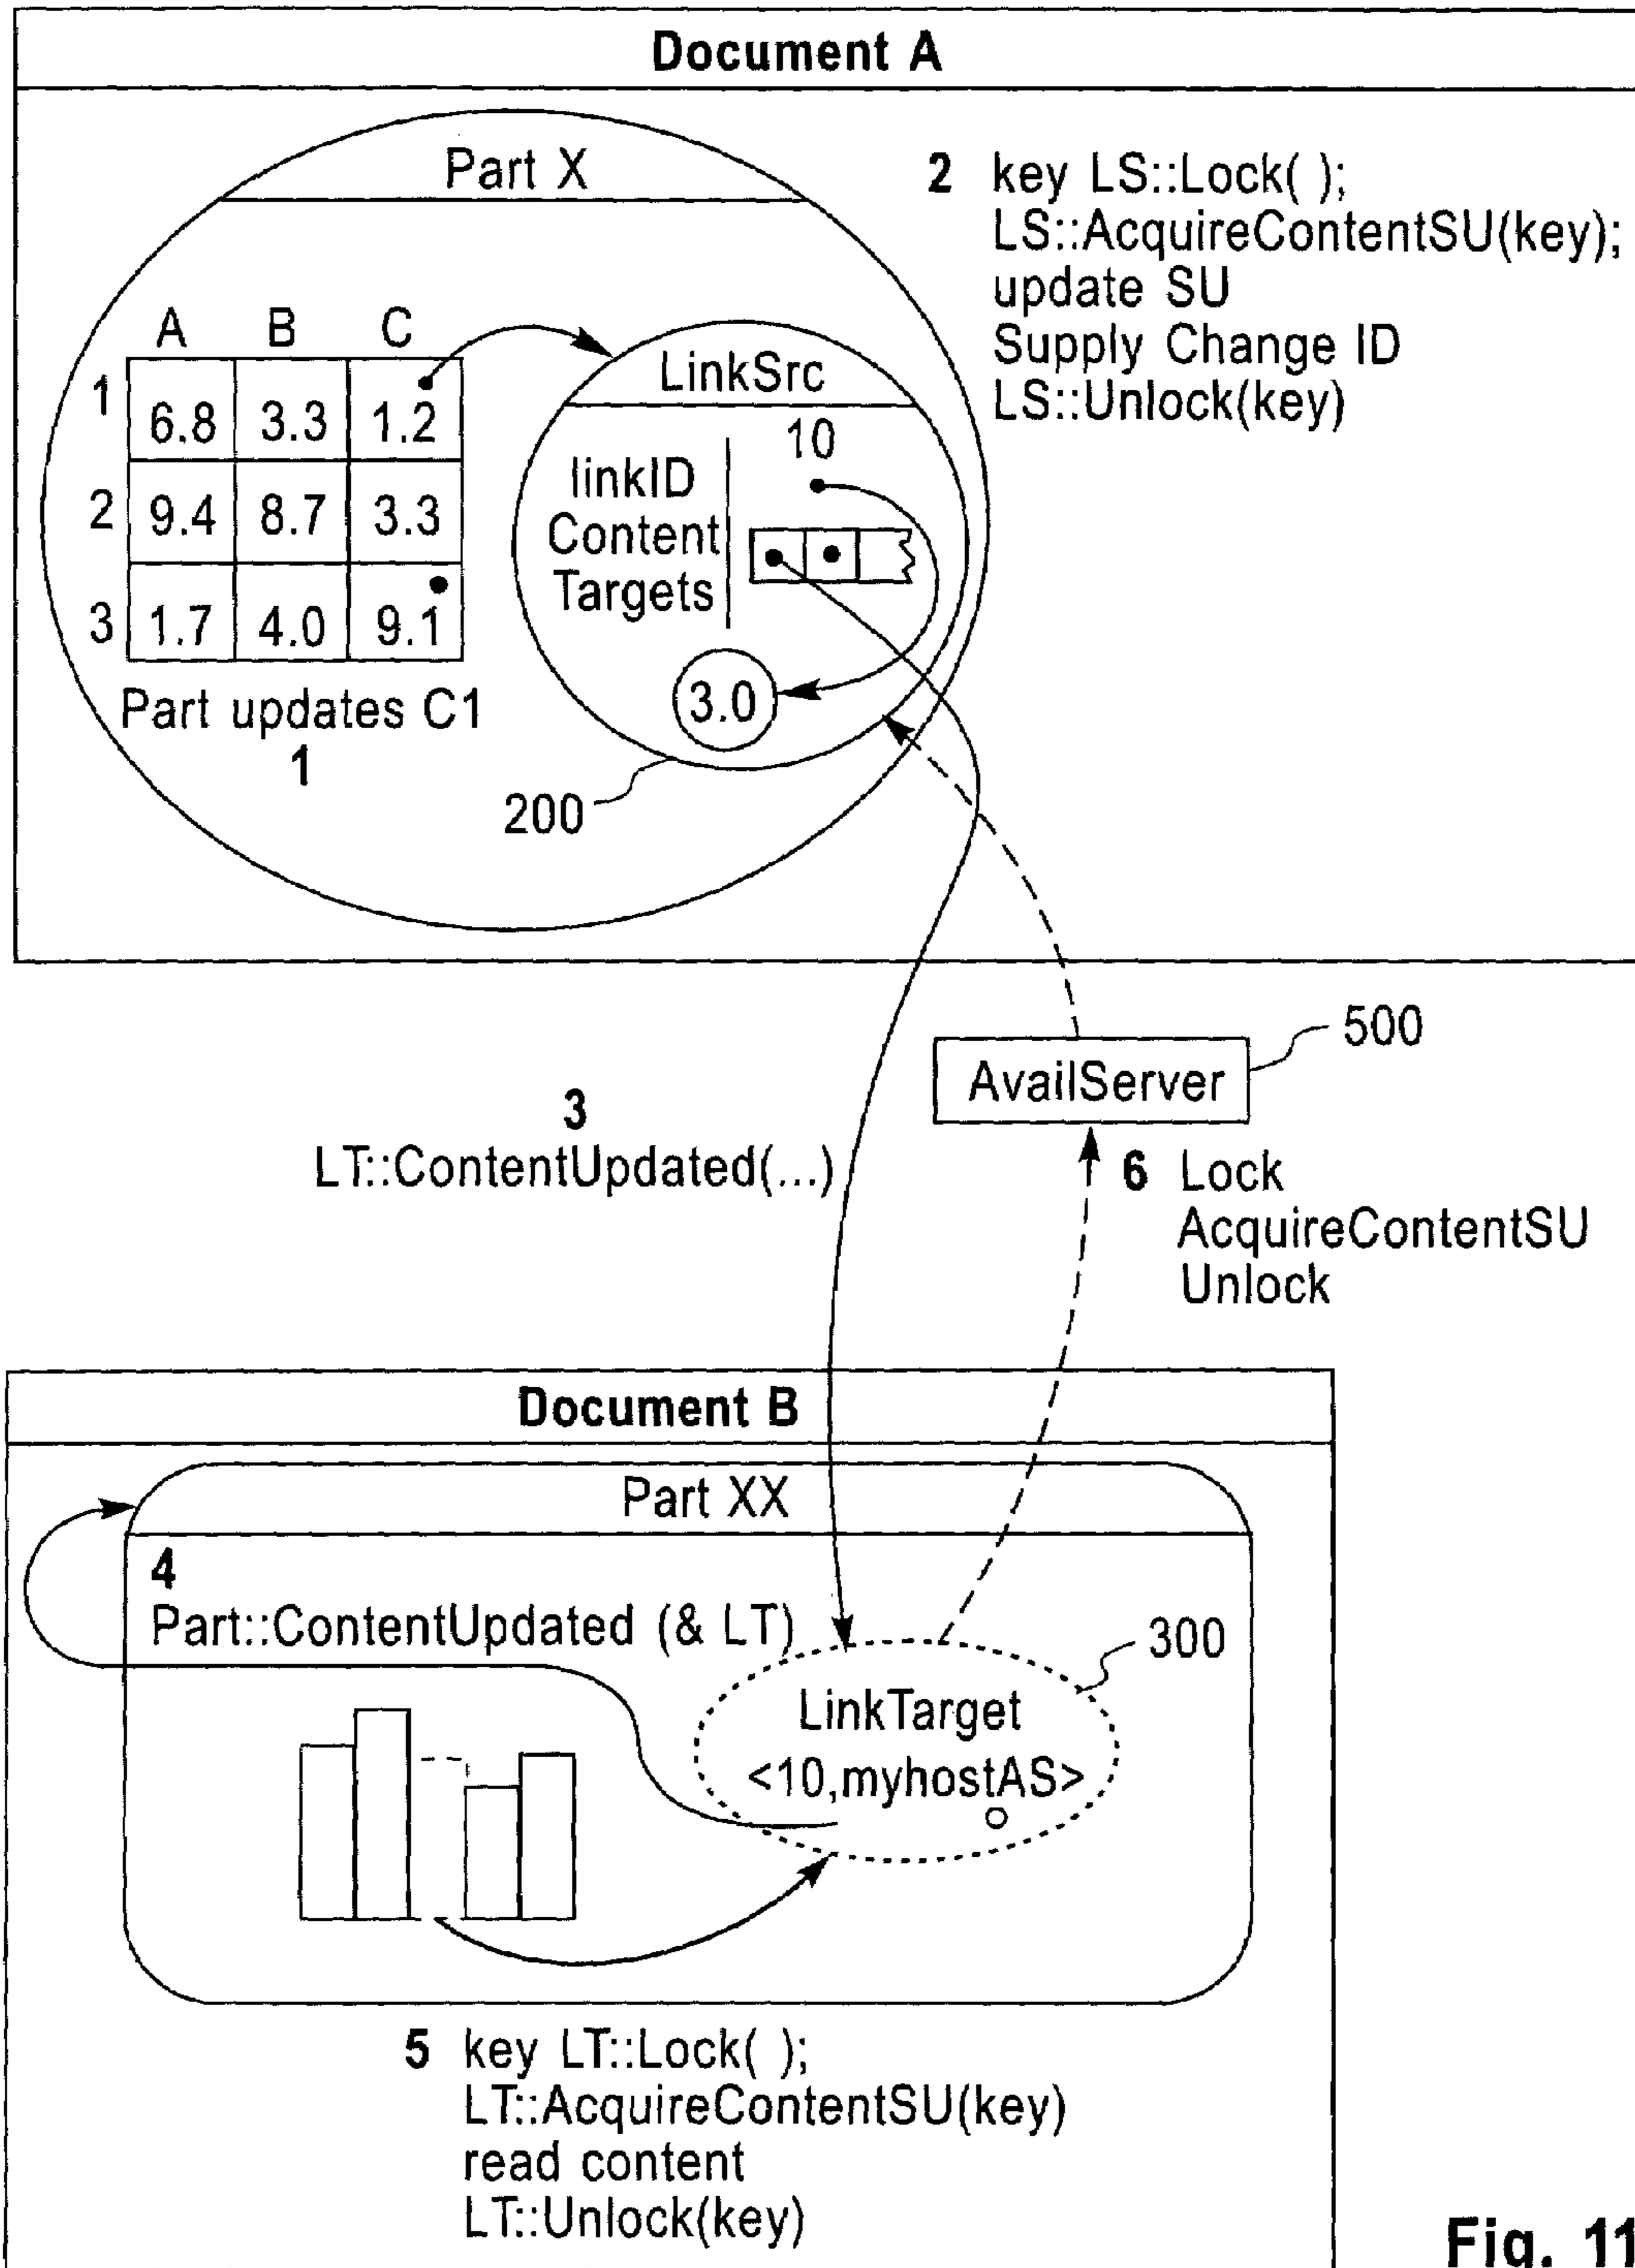 Document A
Part X
2 key LS::Lock( );
LS::AcquireContentSU(key);
update SU
Supply Change ID
LS::Unlock(key)
A B C
1 6.8 3.3 1.2
2 9.4 8.7 3.3
3 1.7 4.0 9.1
Part updates C1
1
LinkSrc
linkID 10
Content
Targets
3.0
200
500
AvailServer
3
LT::ContentUpdated(...)
6 Lock
AcquireContentSU
Unlock
Document B
Part XX
4
Part::ContentUpdated (& LT)
300
LinkTarget
<10,myhostAS>
5 key LT::Lock( );
LT::AcquireContentSU(key)
read content
LT::Unlock(key)
Fig. 11